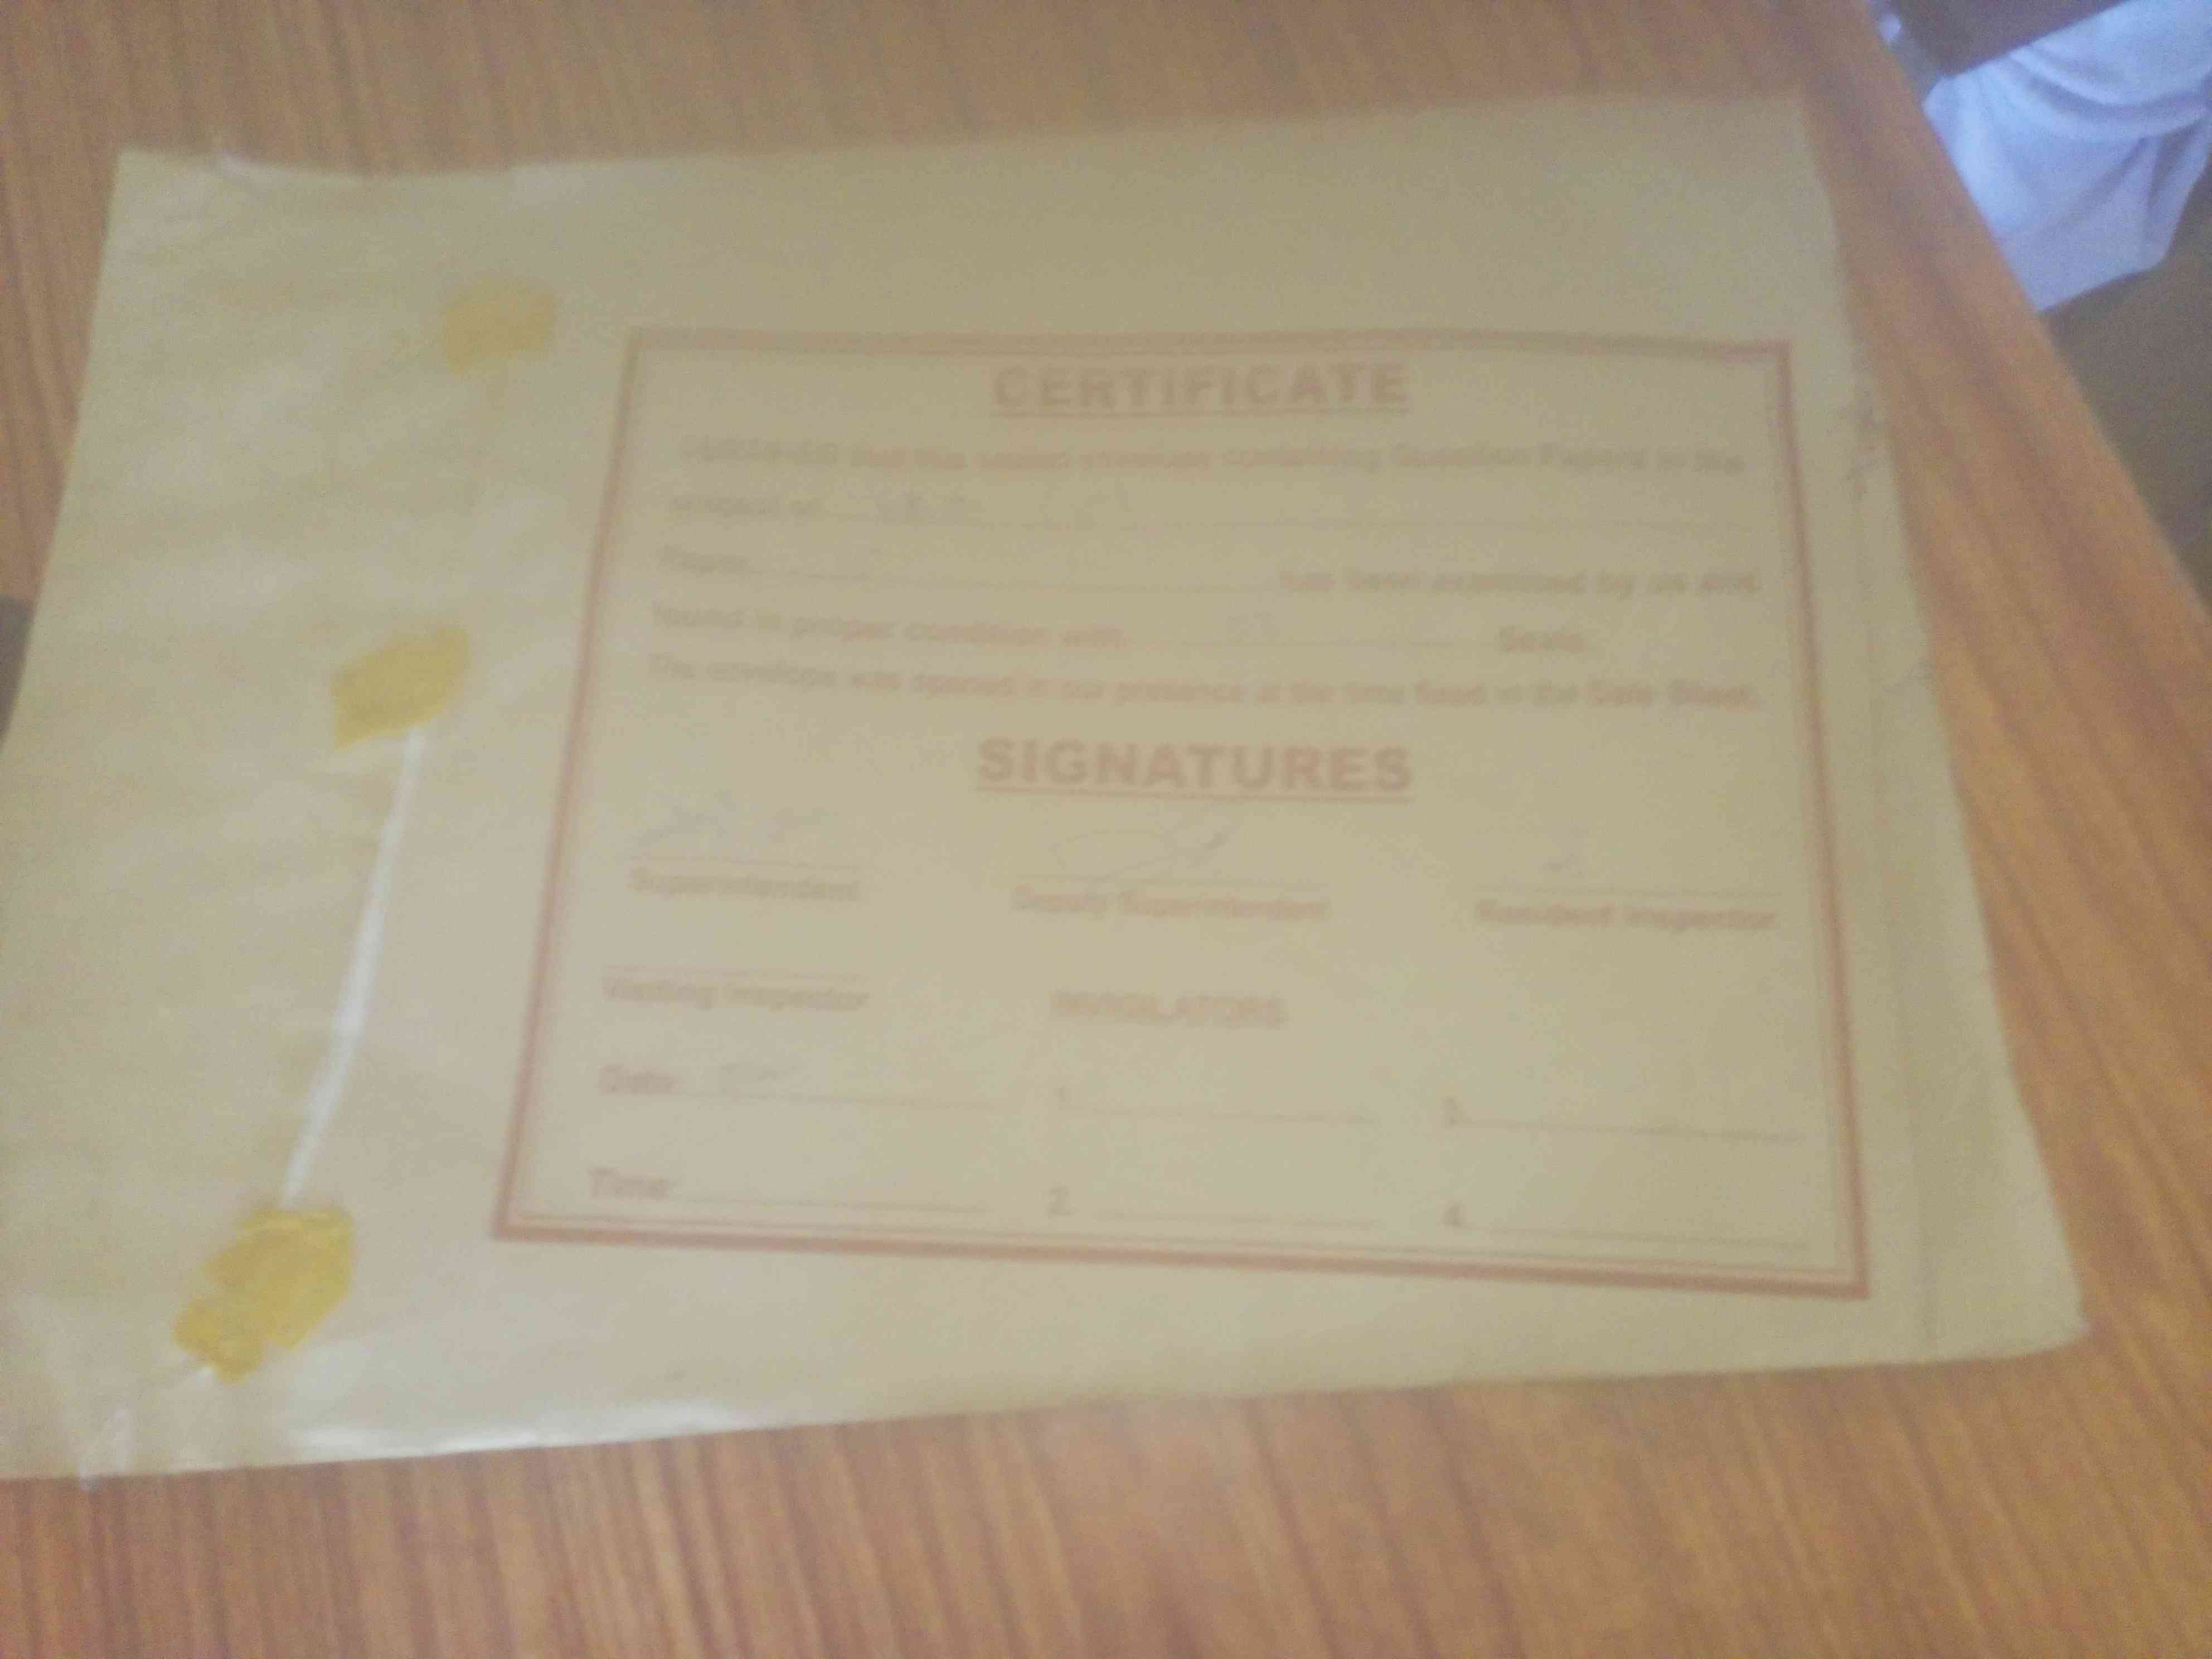 CERTIFICATE
CERTIFIED that this sealed envelope containing Question Papers in the
subject of
Paper has been examined by us and
found in proper condition with Seals.
The envelope was opened in our presence at the time fixed in the Date Sheet.
SIGNATURES
Superintendent Deputy Superintendent Resident Inspector
Visiting Inspector INVIGILATORS
Date: 1. 3.
Time: 2. 4.